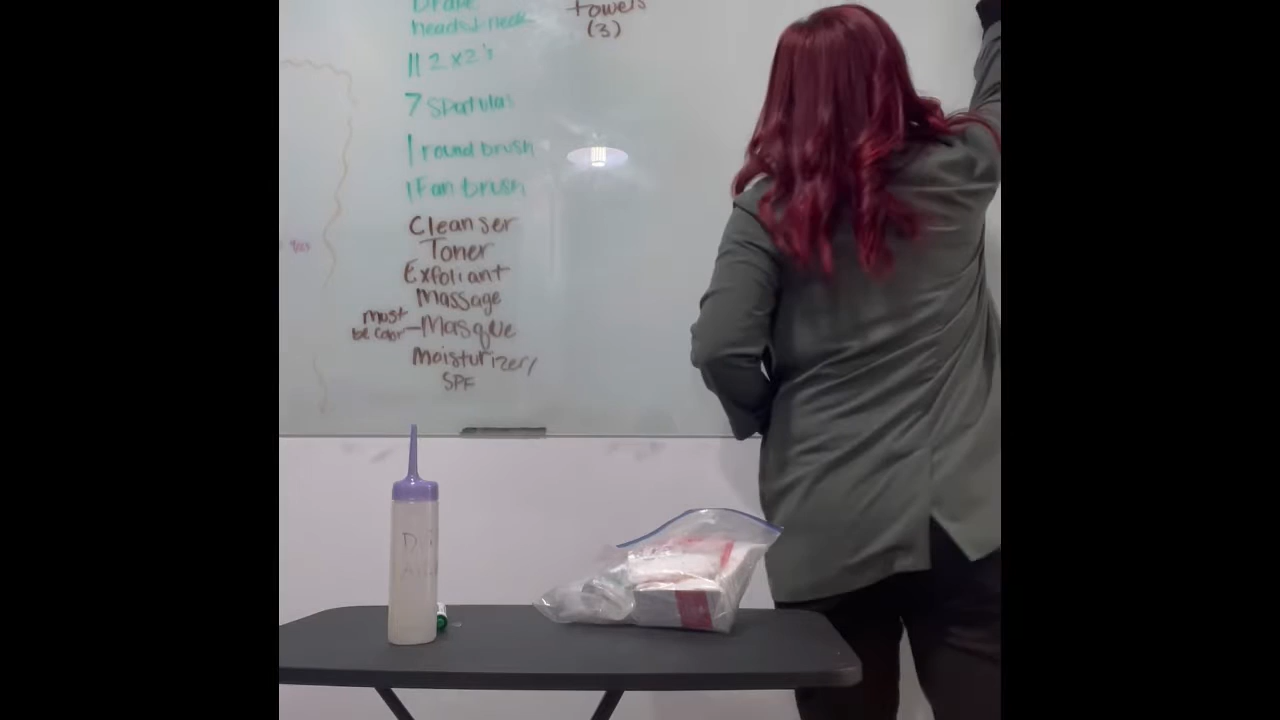 Drape
head & neck
11 2x2's
7 Spatulas
1 round brush
1 Fan brush
Cleanser
Toner
Exfoliant
Massage
must
be color - Masque
Moisturizer/
SPF
towels
(3)